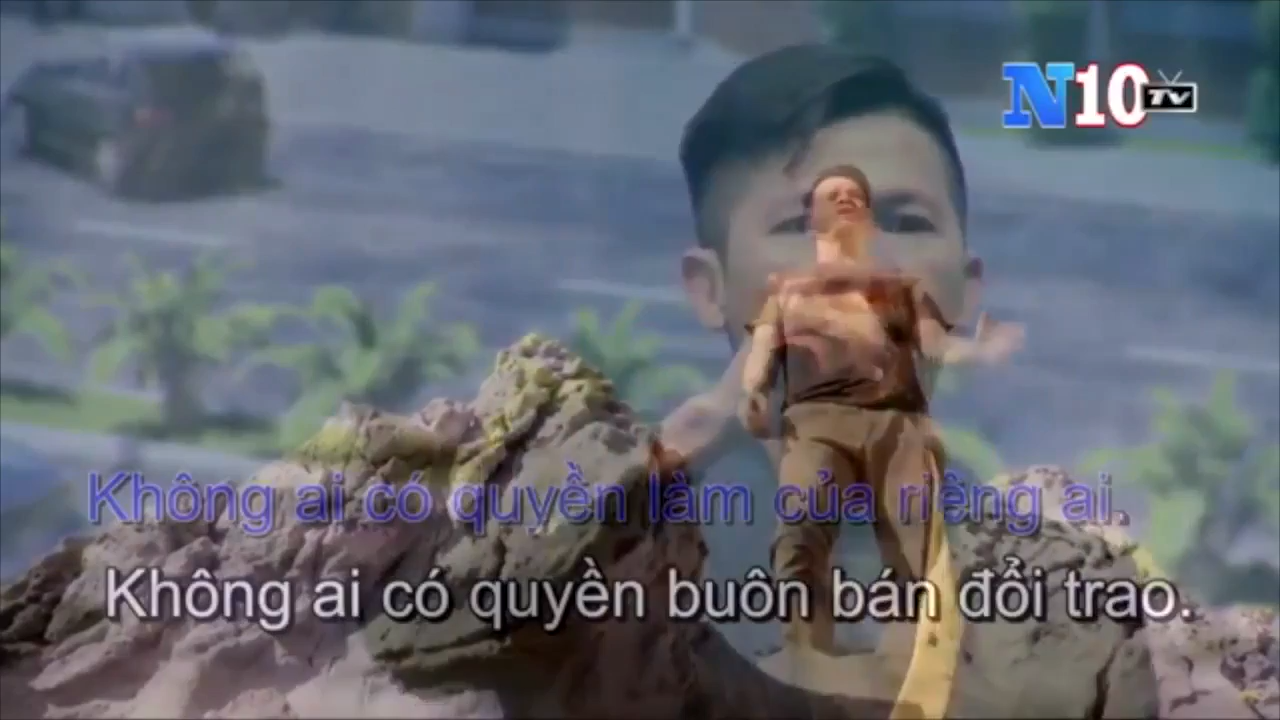 N10 TV
Không ai có quyền làm của riêng ai.
Không ai có quyền buôn bán đổi trao.